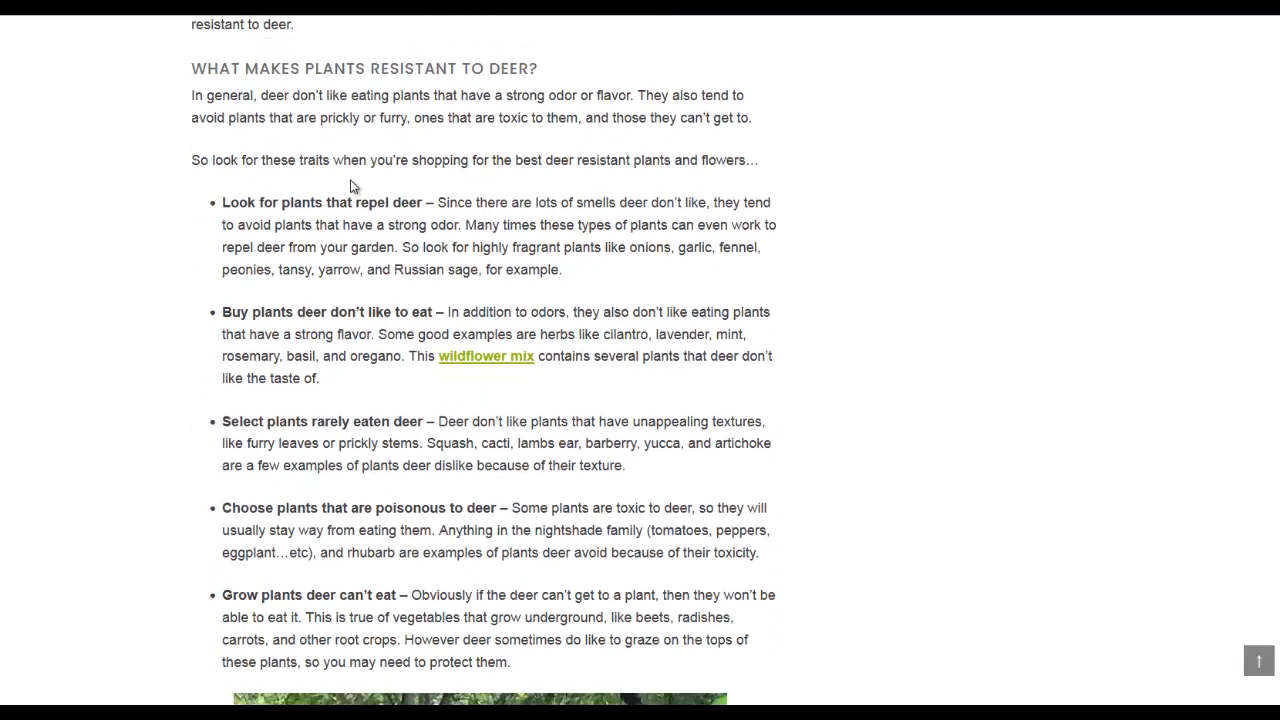 resistant to deer.
WHAT MAKES PLANTS RESISTANT TO DEER?
In general, deer don't like eating plants that have a strong odor or flavor. They also tend to
avoid plants that are prickly or furry, ones that are toxic to them, and those they can't get to.
So look for these traits when you're shopping for the best deer resistant plants and flowers…
• Look for plants that repel deer – Since there are lots of smells deer don't like, they tend
to avoid plants that have a strong odor. Many times these types of plants can even work to
repel deer from your garden. So look for highly fragrant plants like onions, garlic, fennel,
peonies, tansy, yarrow, and Russian sage, for example.
• Buy plants deer don't like to eat – In addition to odors, they also don't like eating plants
that have a strong flavor. Some good examples are herbs like cilantro, lavender, mint,
rosemary, basil, and oregano. This wildflower mix contains several plants that deer don't
like the taste of.
• Select plants rarely eaten deer – Deer don't like plants that have unappealing textures,
like furry leaves or prickly stems. Squash, cacti, lambs ear, barberry, yucca, and artichoke
are a few examples of plants deer dislike because of their texture.
• Choose plants that are poisonous to deer – Some plants are toxic to deer, so they will
usually stay way from eating them. Anything in the nightshade family (tomatoes, peppers,
eggplant…etc), and rhubarb are examples of plants deer avoid because of their toxicity.
• Grow plants deer can't eat – Obviously if the deer can't get to a plant, then they won't be
able to eat it. This is true of vegetables that grow underground, like beets, radishes,
carrots, and other root crops. However deer sometimes do like to graze on the tops of
these plants, so you may need to protect them.
↑